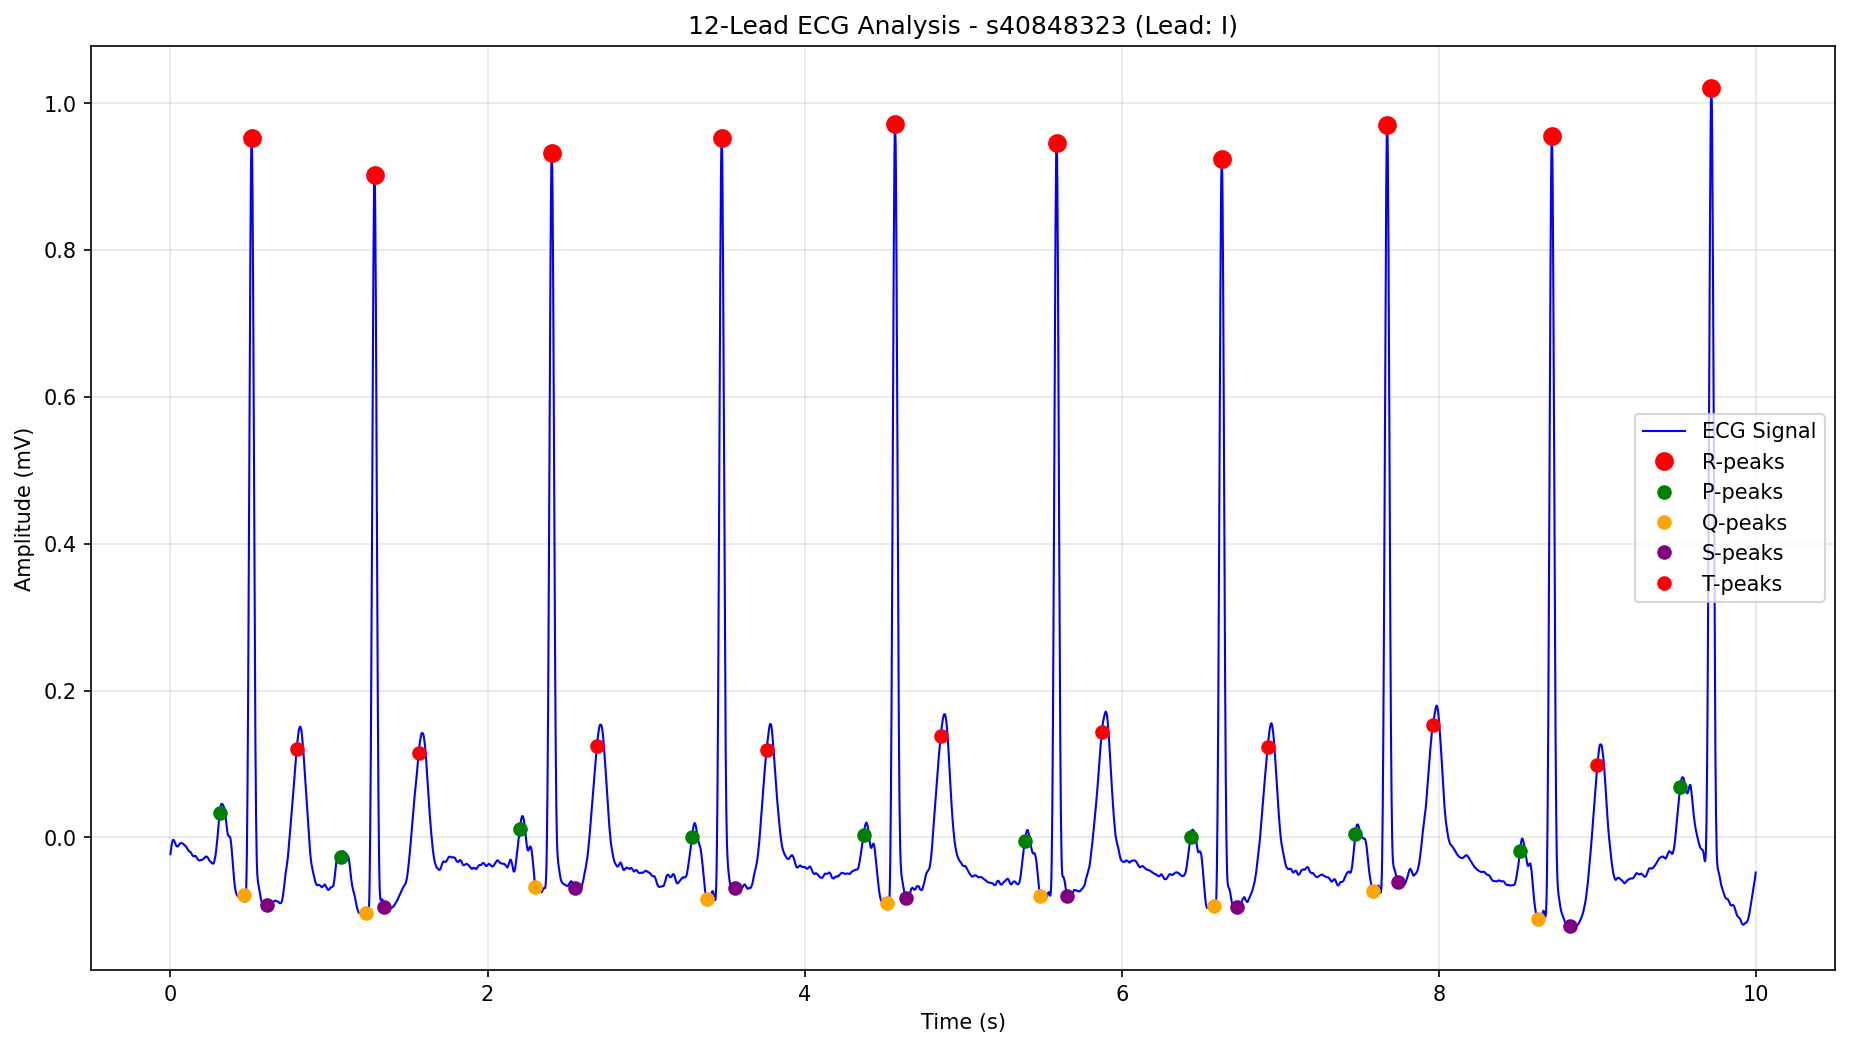 12-Lead ECG Analysis - s40848323 (Lead: I)
Amplitude (mV)
1.0
0.8
0.6
0.4
0.2
0.0
ECG Signal
R-peaks
P-peaks
Q-peaks
S-peaks
T-peaks
0 2 4 6 8 10
Time (s)